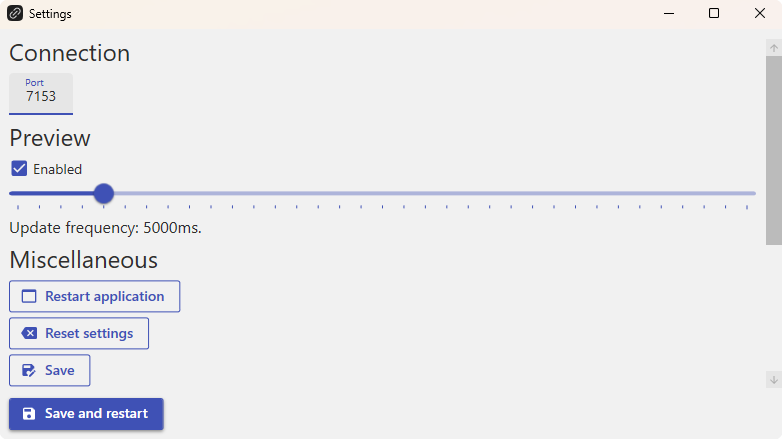 Settings
Connection
Port
7153
Preview
Enabled
Update frequency: 5000ms.
Miscellaneous
Restart application
Reset settings
Save
Save and restart